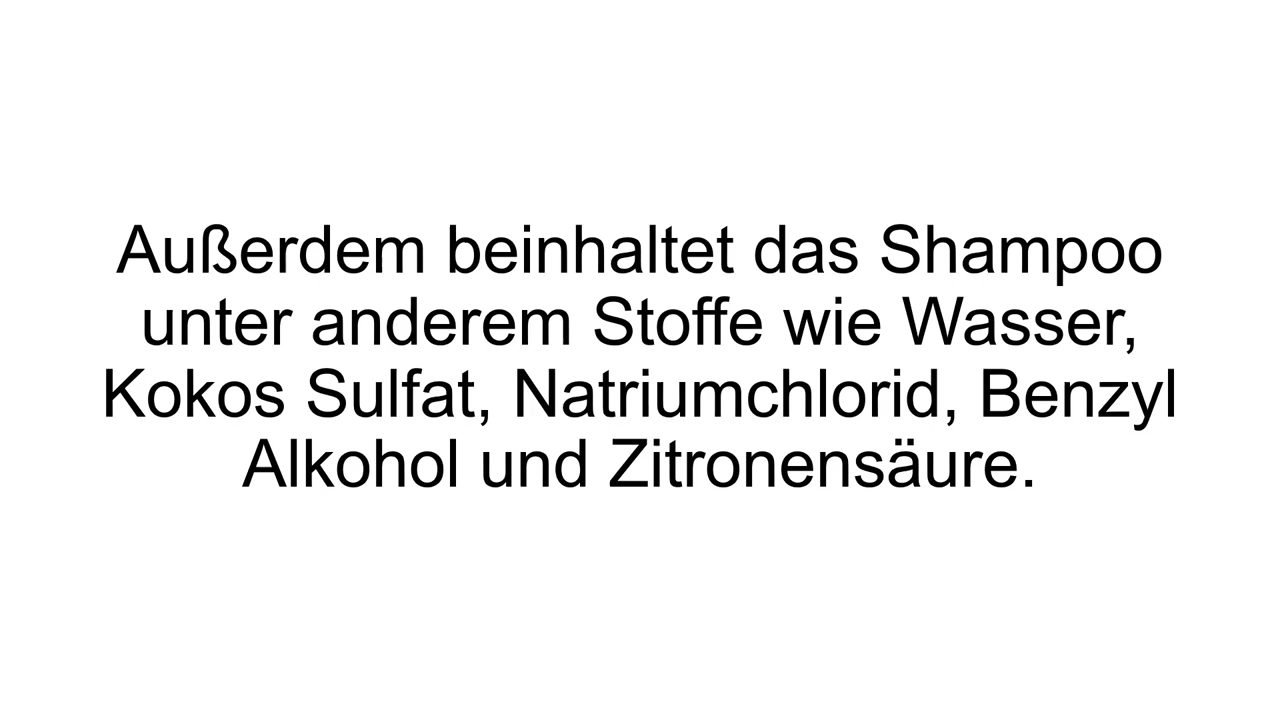 Außerdem beinhaltet das Shampoo
unter anderem Stoffe wie Wasser,
Kokos Sulfat, Natriumchlorid, Benzyl
Alkohol und Zitronensäure.